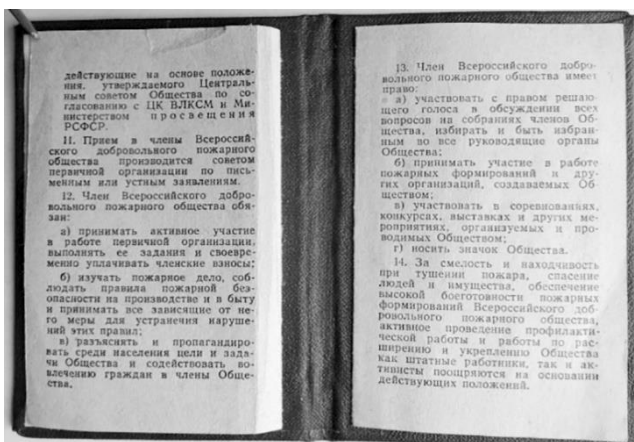 действующие на основе положе-
ния, утверждаемого Централь-
ным советом Общества по со-
гласованию с ЦК ВЛКСМ и Ми-
нистерством просвещения
РСФСР.
11. Прием в члены Всероссий-
ского добровольного пожарного
общества производится советом
первичной организации по пись-
менным или устным заявлениям.
12. Член Всероссийского добро-
вольного пожарного общества обя-
зан:
а) принимать активное участие
в работе первичной организации,
выполнять ее задания и своевре-
менно уплачивать членские взносы;
б) изучать пожарное дело, соб-
людать правила пожарной без-
опасности на производстве и в быту
и принимать все зависящие от не-
го меры для устранения наруше-
ний этих правил;
в) разъяснять и пропагандиро-
вать среди населения цели и зада-
чи Общества и содействовать во-
влечению граждан в члены Обще-
ства.
13. Член Всероссийского добро-
вольного пожарного общества имеет
право:
а) участвовать с правом решаю-
щего голоса в обсуждении всех
вопросов на собраниях членов Об-
щества, избирать и быть избран-
ным во все руководящие органы
Общества;
б) принимать участие в работе
пожарных формирований и дру-
гих организаций, создаваемых Об-
ществом;
в) участвовать в соревнованиях,
конкурсах, выставках и других ме-
роприятиях, организуемых и про-
водимых Обществом;
г) носить значок Общества.
14. За смелость и находчивость
при тушении пожара, спасение
людей и имущества, обеспечение
высокой боеготовности пожарных
формирований Всероссийского доб-
ровольного пожарного общества,
активное проведение профилакти-
ческой работы и работы по рас-
ширению и укреплению Общества
как штатные работники, так и ак-
тивисты поощряются на основании
действующих положений.